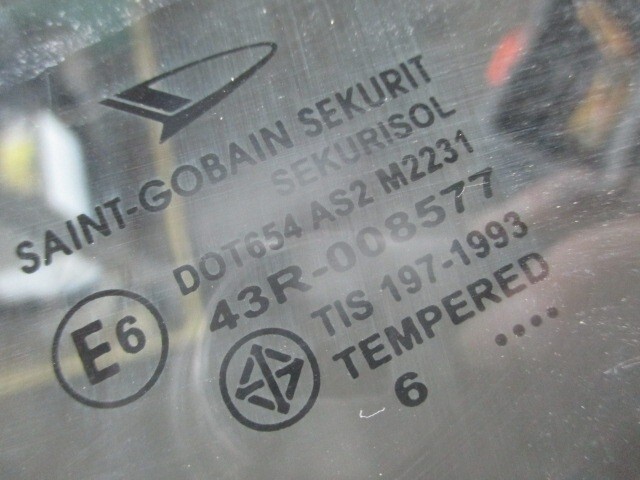 SAINT-GOBAIN SEKURIT
SEKURISOL
DOT654 AS2 M2231
E6 43R-008577
TIS 197-1993
TEMPERED
6 ....